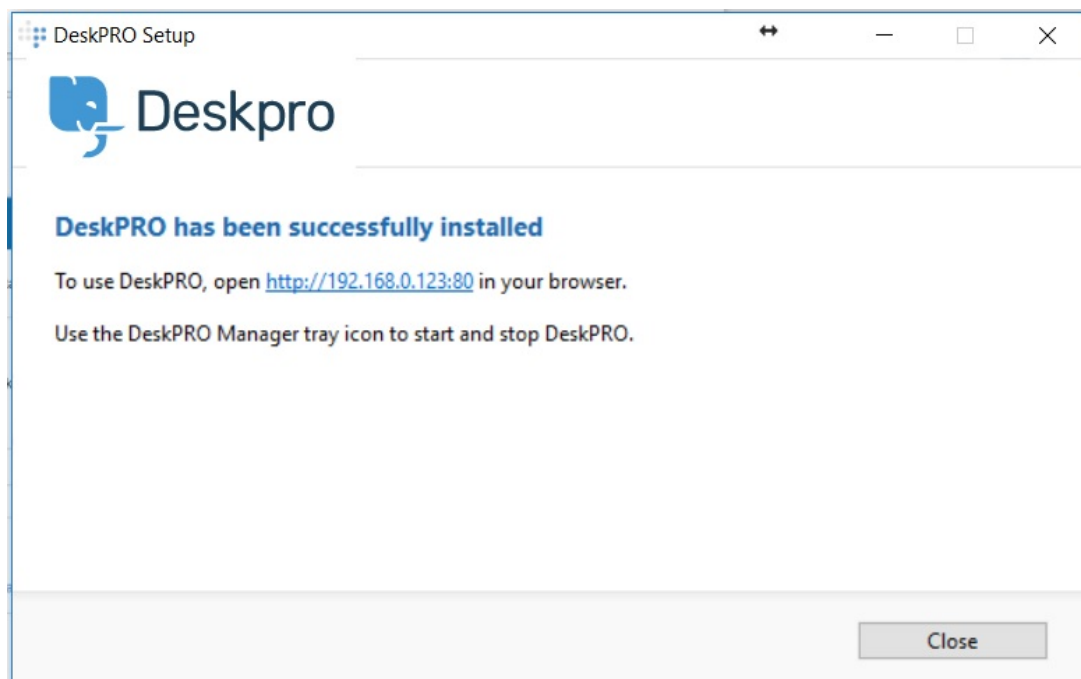 DeskPRO Setup
Deskpro
DeskPRO has been successfully installed
To use DeskPRO, open http://192.168.0.123:80 in your browser.
Use the DeskPRO Manager tray icon to start and stop DeskPRO.
Close